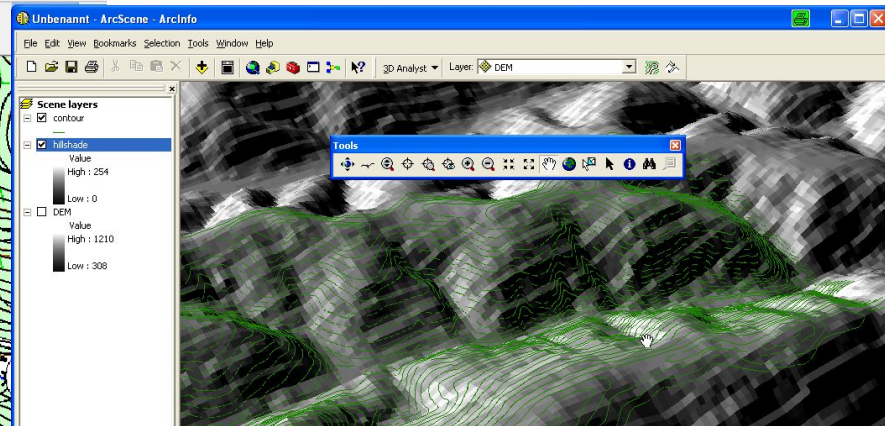 Unbenannt - ArcScene - ArcInfo
File Edit View Bookmarks Selection Tools Window Help
3D Analyst Layer: DEM
Scene layers
contour
hillshade
Value
High : 254
Low : 0
DEM
Value
High : 1210
Low : 308
Tools